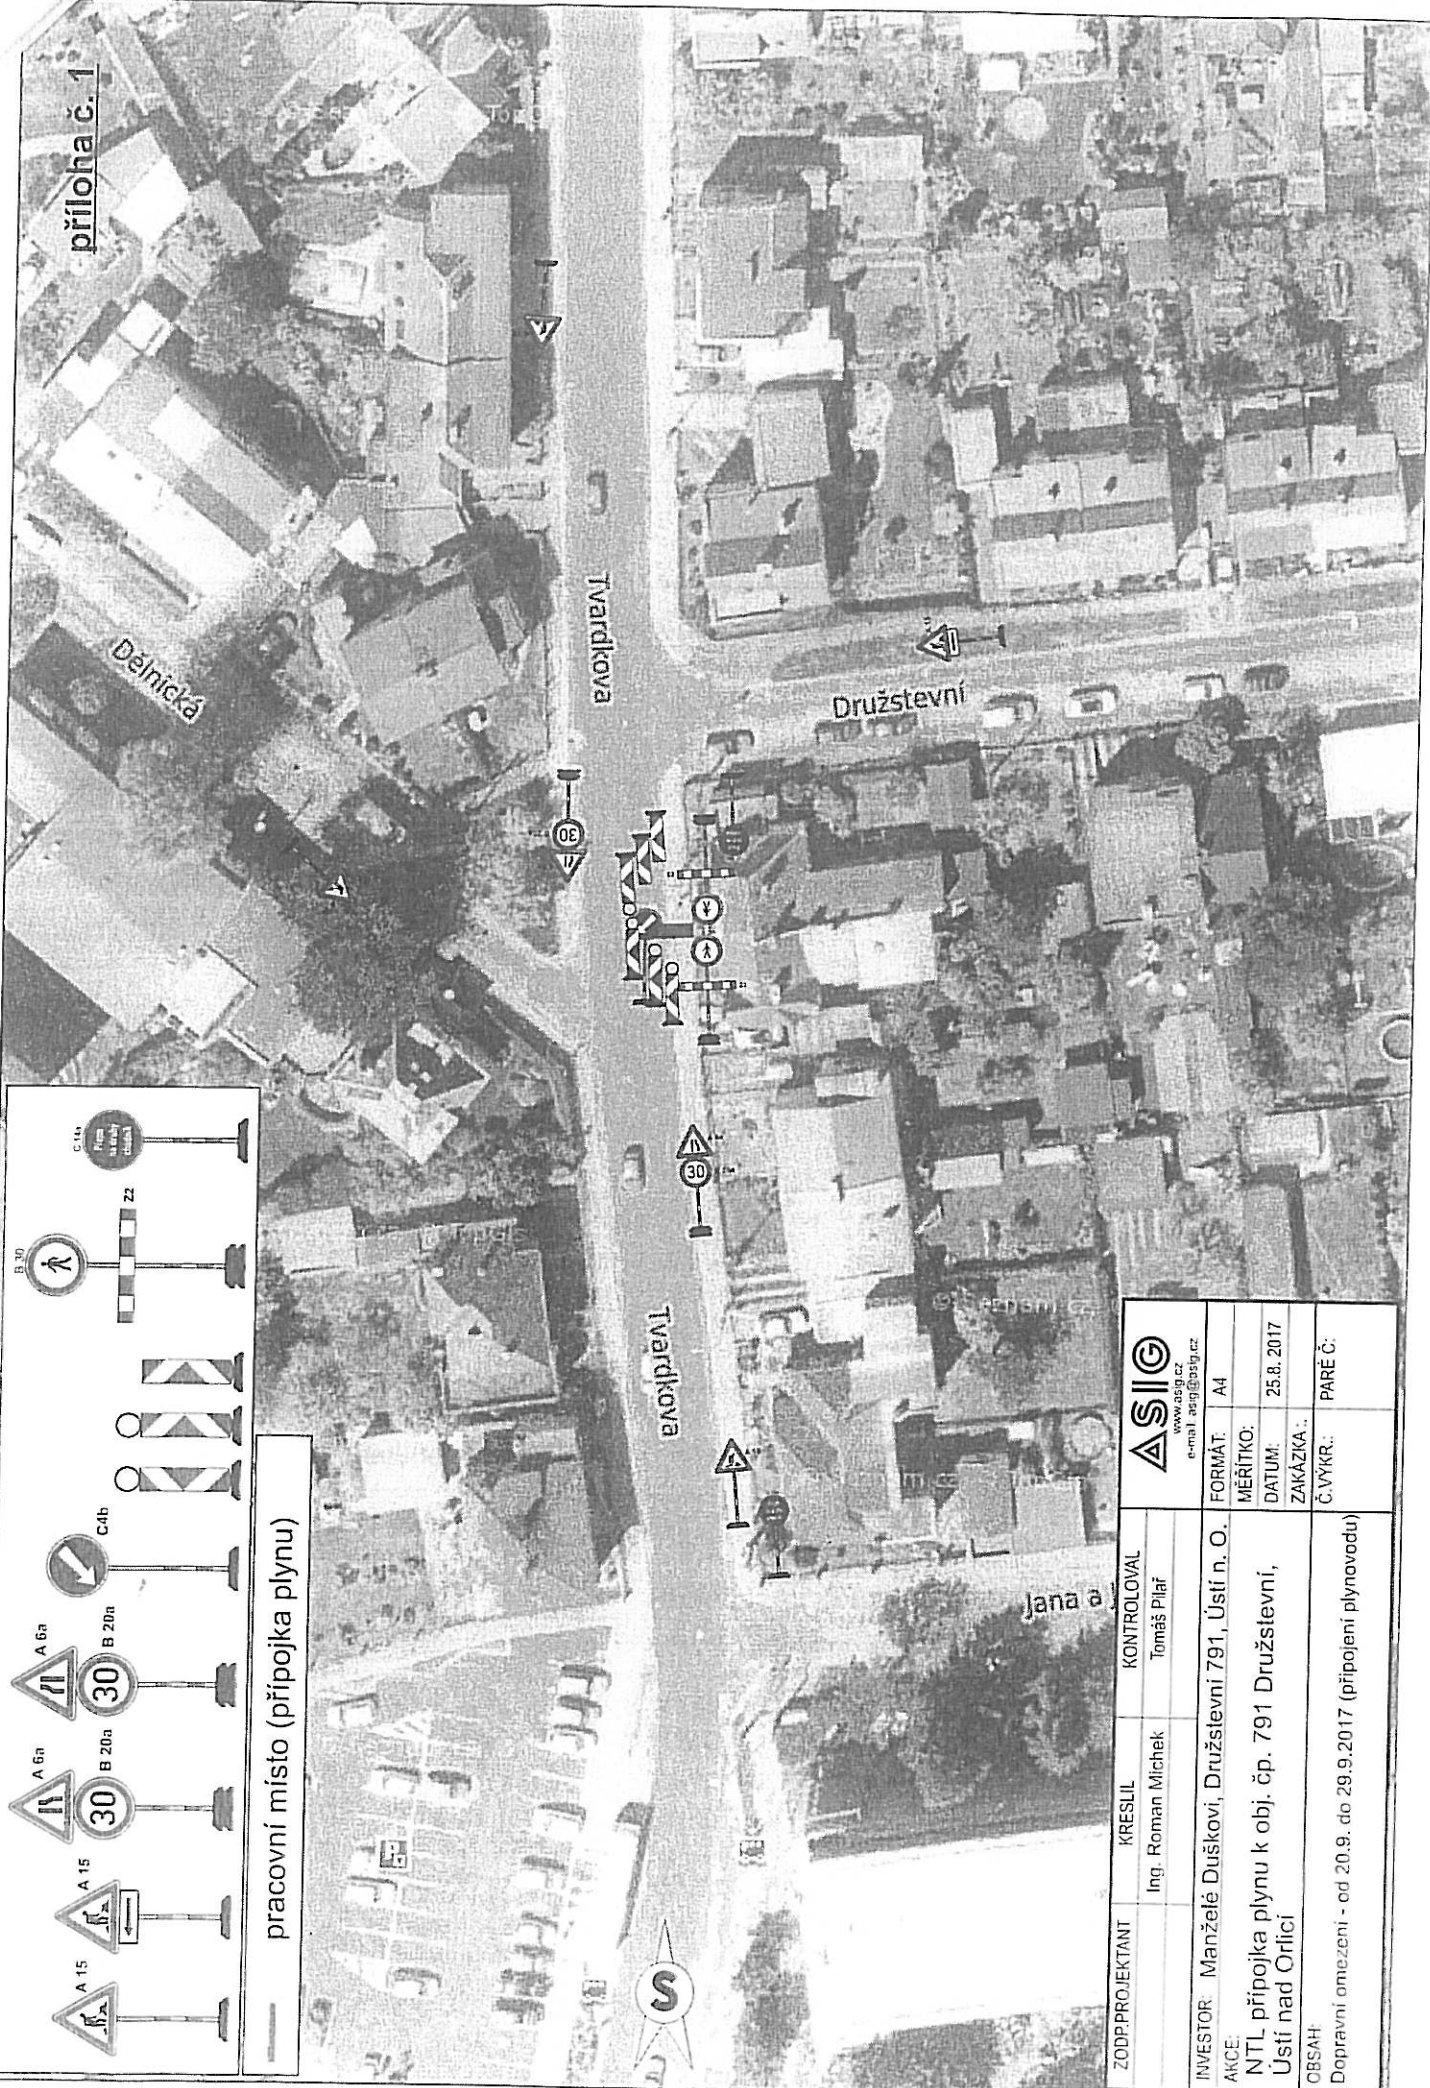 příloha č. 1
A 15
A 15
A 6a
30
B 20a
A 6a
30
B 20a
C4b
B 30
Z2
C 14a
pracovní místo (přípojka plynu)
Dělnická
Tvardkova
Tvardkova
Družstevní
30
30
Jana a
S
ASIG
www.asig.cz
e-mail: asig@asig.cz
ZODP.PROJEKTANT
KRESLIL
KONTROLOVAL
Ing. Roman Michek
Tomáš Pilař
INVESTOR: Manželé Duškovi, Družstevní 791, Ústí n. O.
AKCE:
NTL přípojka plynu k obj. čp. 791 Družstevní,
Ústí nad Orlicí
OBSAH:
Dopravní omezení - od 20.9. do 29.9.2017 (připojení plynovodu)
FORMÁT: A4
MĚŘÍTKO:
DATUM: 25.8. 2017
ZAKÁZKA:
Č.VÝKR.:
PARÉ Č: